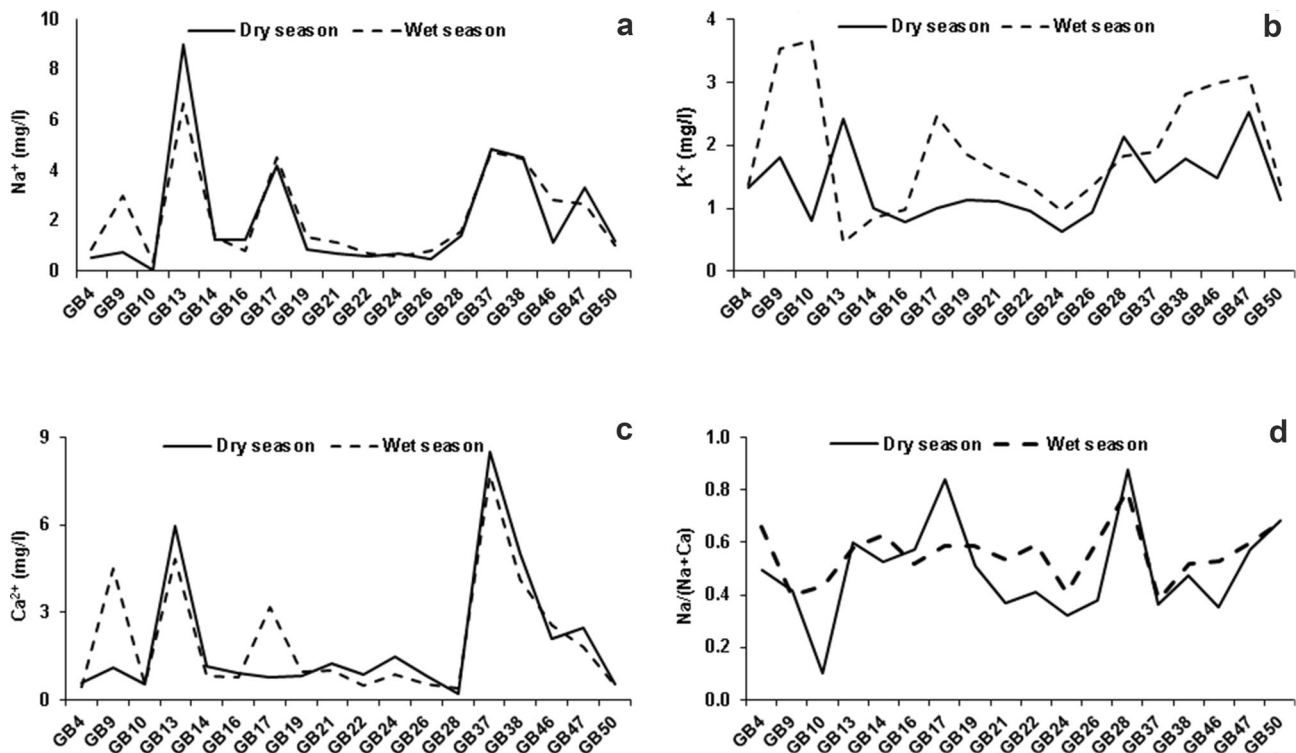 Dry season Wet season a
Na⁺ (mg/l)
10
8
6
4
2
0
GB4 GB9 GB10 GB13 GB14 GB16 GB17 GB19 GB21 GB22 GB24 GB26 GB28 GB37 GB38 GB46 GB47 GB50
Dry season Wet season b
K⁺ (mg/l)
4
3
2
1
0
GB4 GB9 GB10 GB13 GB14 GB16 GB17 GB19 GB21 GB22 GB24 GB26 GB28 GB37 GB38 GB46 GB47 GB50
Dry season Wet season c
Ca²⁺ (mg/l)
9
6
3
0
GB4 GB9 GB10 GB13 GB14 GB16 GB17 GB19 GB21 GB22 GB24 GB26 GB28 GB37 GB38 GB46 GB47 GB50
Dry season Wet season d
Na/(Na+Ca)
1.0
0.8
0.6
0.4
0.2
0.0
GB4 GB9 GB10 GB13 GB14 GB16 GB17 GB19 GB21 GB22 GB24 GB26 GB28 GB37 GB38 GB46 GB47 GB50